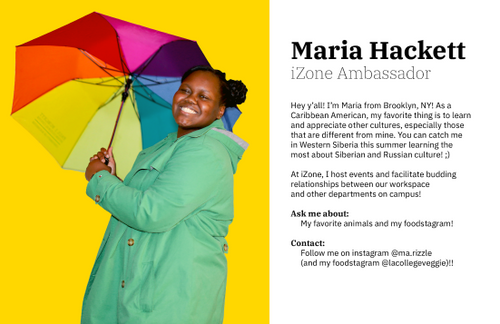 Maria Hackett
iZone Ambassador
Hey y'all! I'm Maria from Brooklyn, NY! As a
Caribbean American, my favorite thing is to learn
and appreciate other cultures, especially those
that are different from mine. You can catch me
in Western Siberia this summer learning the
most about Siberian and Russian culture! ;)
At iZone, I host events and facilitate budding
relationships between our workspace
and other departments on campus!
Ask me about:
My favorite animals and my foodstagram!
Contact:
Follow me on instagram @ma.rizzle
(and my foodstagram @lacollegeveggie)!!